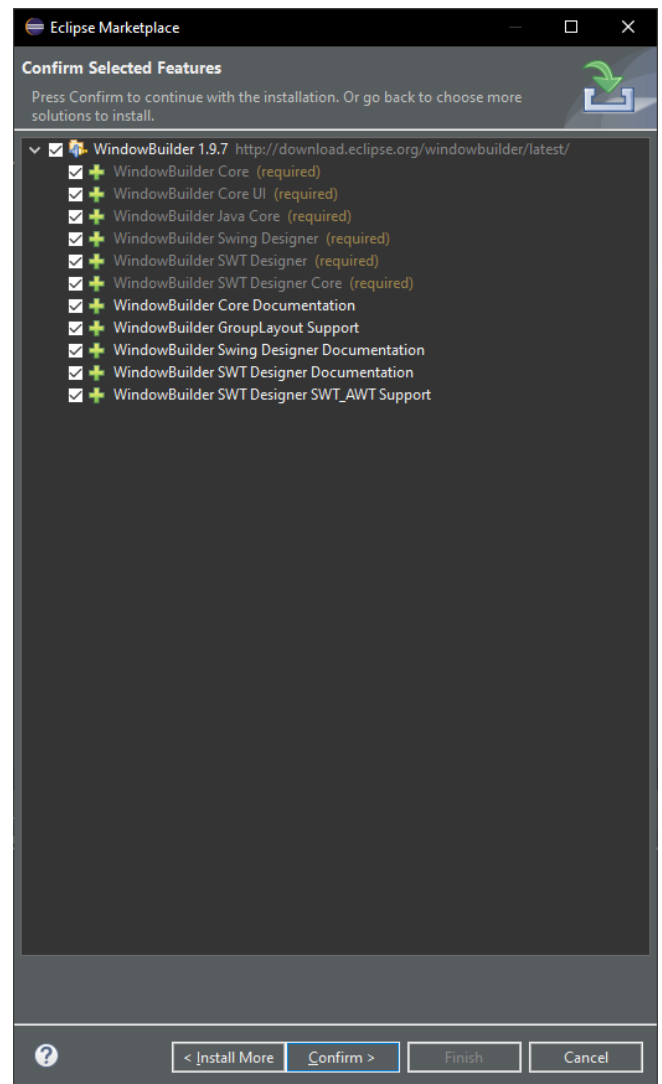 Eclipse Marketplace
Confirm Selected Features
Press Confirm to continue with the installation. Or go back to choose more
solutions to install.
WindowBuilder 1.9.7 http://download.eclipse.org/windowbuilder/latest/
WindowBuilder Core (required)
WindowBuilder Core UI (required)
WindowBuilder Java Core (required)
WindowBuilder Swing Designer (required)
WindowBuilder SWT Designer (required)
WindowBuilder SWT Designer Core (required)
WindowBuilder Core Documentation
WindowBuilder GroupLayout Support
WindowBuilder Swing Designer Documentation
WindowBuilder SWT Designer Documentation
WindowBuilder SWT Designer SWT_AWT Support
? < Install More Confirm > Finish Cancel